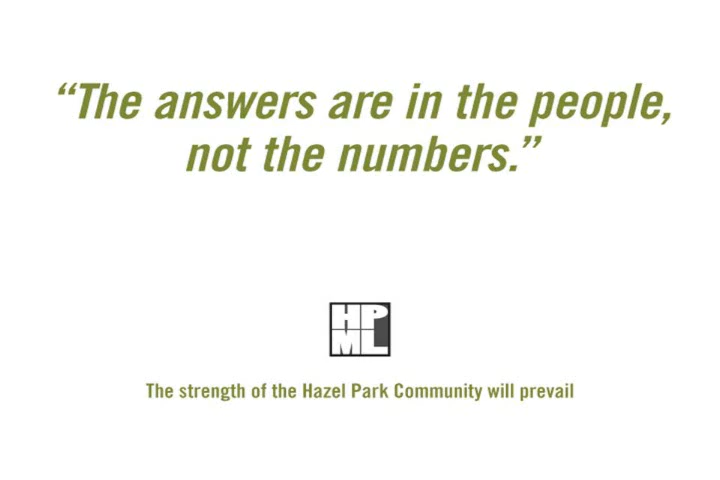 “The answers are in the people,
not the numbers.”
HP
ML
The strength of the Hazel Park Community will prevail